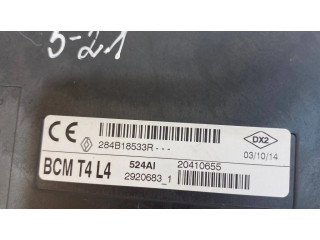 5-21
CE
284B18533R---
DX2
03/10/14
BCM T4 L4
524AI
20410655
2920683_1